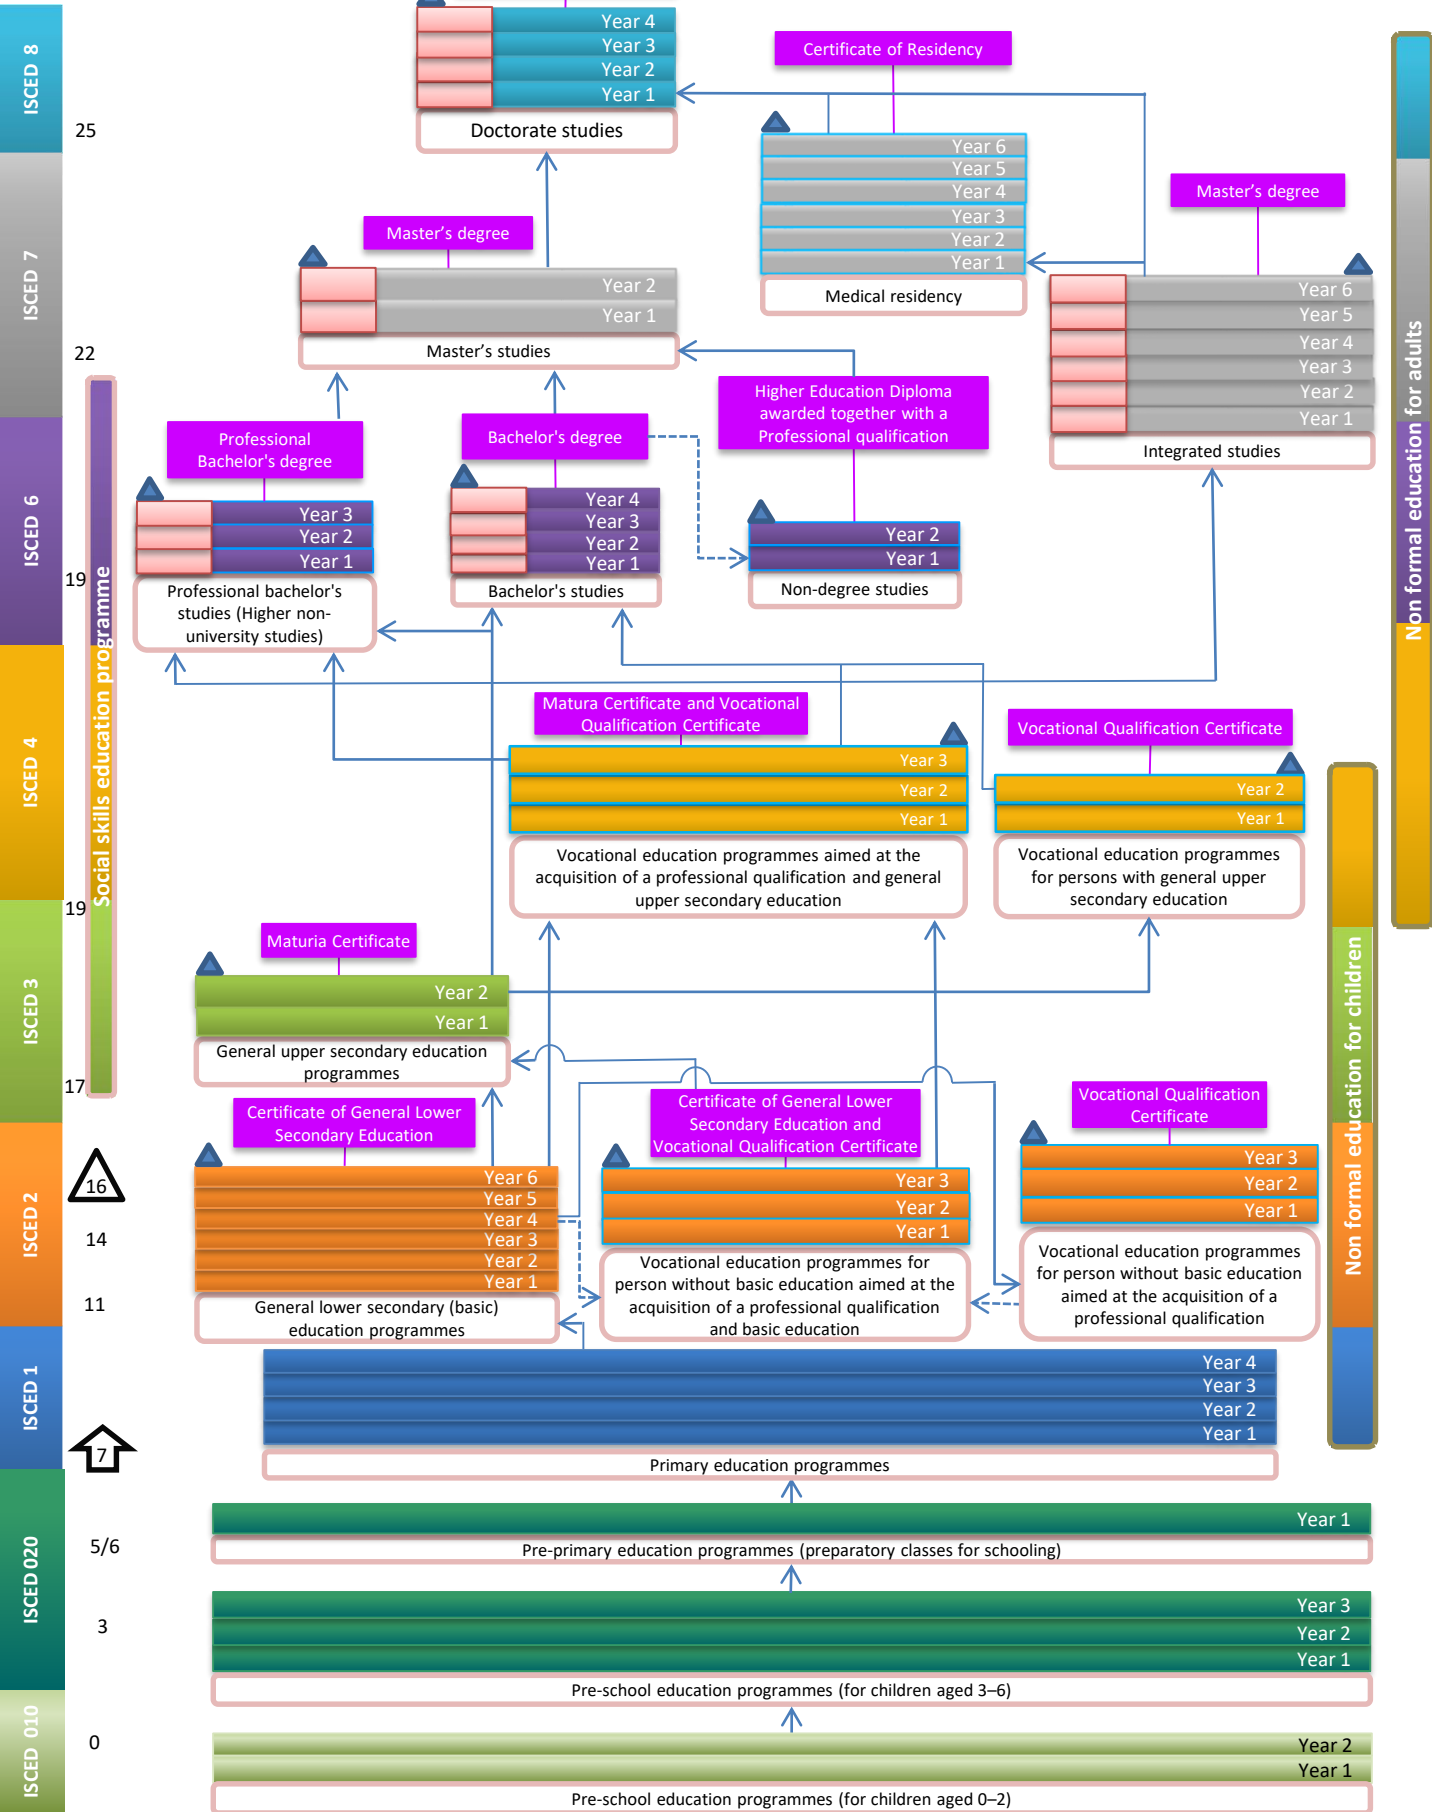 ISCED 8
25
Year 4
Year 3
Year 2
Year 1
Doctorate studies
Certificate of Residency
Year 6
Year 5
Year 4
Year 3
Year 2
Year 1
Medical residency
ISCED 7
22
Master's degree
Year 2
Year 1
Master's studies
Master's degree
Year 6
Year 5
Year 4
Year 3
Year 2
Year 1
Integrated studies
Non formal education for adults
ISCED 6
19
Professional
Bachelor's degree
Year 3
Year 2
Year 1
Professional bachelor's
studies (Higher non-
university studies)
Bachelor's degree
Year 4
Year 3
Year 2
Year 1
Bachelor's studies
Higher Education Diploma
awarded together with a
Professional qualification
Year 2
Year 1
Non-degree studies
Social skills education programme
ISCED 4
19
Matura Certificate and Vocational
Qualification Certificate
Year 3
Year 2
Year 1
Vocational education programmes aimed at the
acquisition of a professional qualification and general
upper secondary education
Vocational Qualification Certificate
Year 2
Year 1
Vocational education programmes
for persons with general upper
secondary education
ISCED 3
17
Maturia Certificate
Year 2
Year 1
General upper secondary education
programmes
Non formal education for children
ISCED 2
16
14
11
Certificate of General Lower
Secondary Education
Year 6
Year 5
Year 4
Year 3
Year 2
Year 1
General lower secondary (basic)
education programmes
Certificate of General Lower
Secondary Education and
Vocational Qualification Certificate
Year 3
Year 2
Year 1
Vocational education programmes for
person without basic education aimed at the
acquisition of a professional qualification
and basic education
Vocational Qualification
Certificate
Year 3
Year 2
Year 1
Vocational education programmes
for person without basic education
aimed at the acquisition of a
professional qualification
ISCED 1
7
Year 4
Year 3
Year 2
Year 1
Primary education programmes
ISCED 020
5/6
Year 1
Pre-primary education programmes (preparatory classes for schooling)
3
Year 3
Year 2
Year 1
Pre-school education programmes (for children aged 3–6)
ISCED 010
0
Year 2
Year 1
Pre-school education programmes (for children aged 0–2)